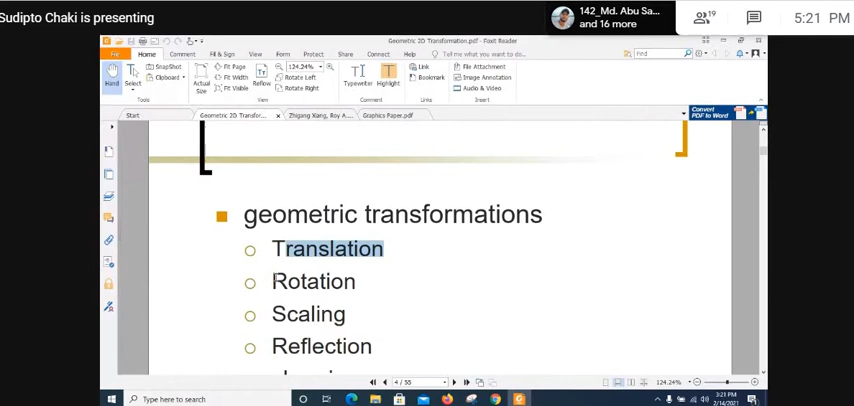 Sudipto Chaki is presenting
142_Md. Abu Sa...
and 16 more
19
5:21 PM
Geometric 2D Transformation.pdf - Foxit Reader
File Home Comment Fill & Sign View Form Protect Share Connect Help Tell me what you want to do... Find
Hand
Select
SnapShot
Clipboard
Tools
Actual Size
Fit Page
Fit Width
Fit Visible
Reflow
124.24%
Rotate Left
Rotate Right
View
Typewriter
Highlight
Comment
Link
Bookmark
Links
File Attachment
Image Annotation
Audio & Video
Insert
Start
Geometric 2D Transfor...
Zhigang Xiang, Roy A....
Graphics Paper.pdf
Convert
PDF to Word
geometric transformations
Translation
Rotation
Scaling
Reflection
4 / 55
124.24%
Type here to search
3:21 PM
2/14/2021